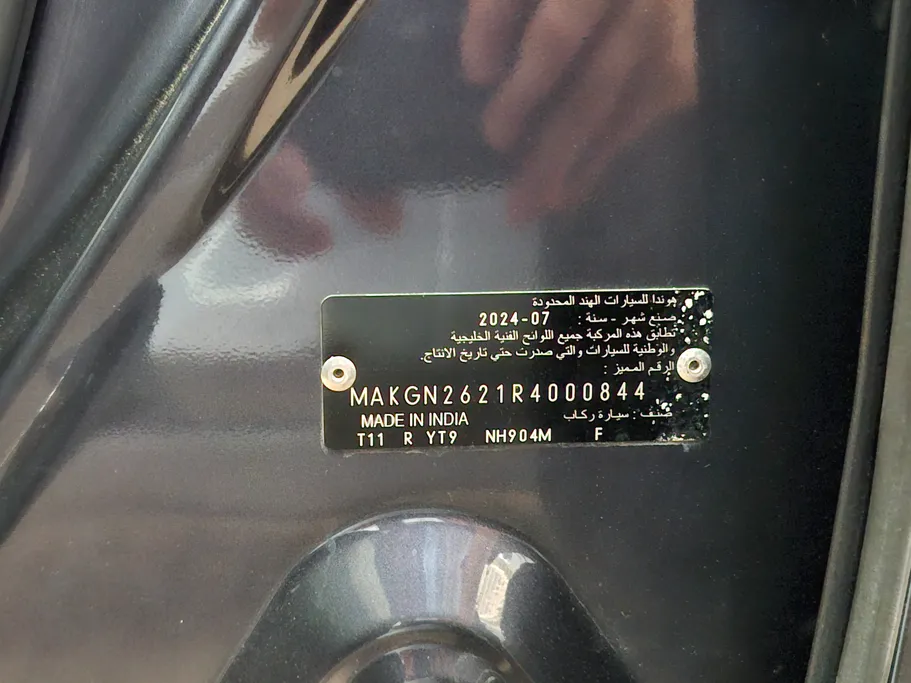 هوندا للسيارات الهند المحدودة
صنع شهر - سنة : 2024-07
تطابق هذه المركبة جميع اللوائح الفنية الخليجية
والوطنية للسيارات والتي صدرت حتي تاريخ الانتاج.
الرقم المميز :
MAKGN2621R4000844
صنف : سيارة ركاب
MADE IN INDIA
T11 R YT9 NH904M F